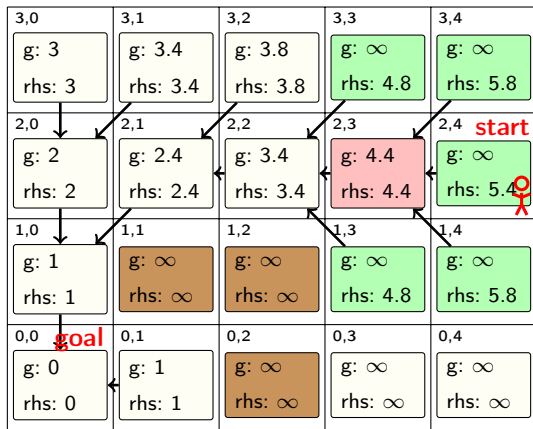 3,0 3,1 3,2 3,3 3,4
g: 3 g: 3.4 g: 3.8 g: ∞ g: ∞
rhs: 3 rhs: 3.4 rhs: 3.8 rhs: 4.8 rhs: 5.8
2,0 2,1 2,2 2,3 2,4 start
g: 2 g: 2.4 g: 3.4 g: 4.4 g: ∞
rhs: 2 rhs: 2.4 rhs: 3.4 rhs: 4.4 rhs: 5.4
1,0 1,1 1,2 1,3 1,4
g: 1 g: ∞ g: ∞ g: ∞ g: ∞
rhs: 1 rhs: ∞ rhs: ∞ rhs: 4.8 rhs: 5.8
0,0 goal 0,1 0,2 0,3 0,4
g: 0 g: 1 g: ∞ g: ∞ g: ∞
rhs: 0 rhs: 1 rhs: ∞ rhs: ∞ rhs: ∞